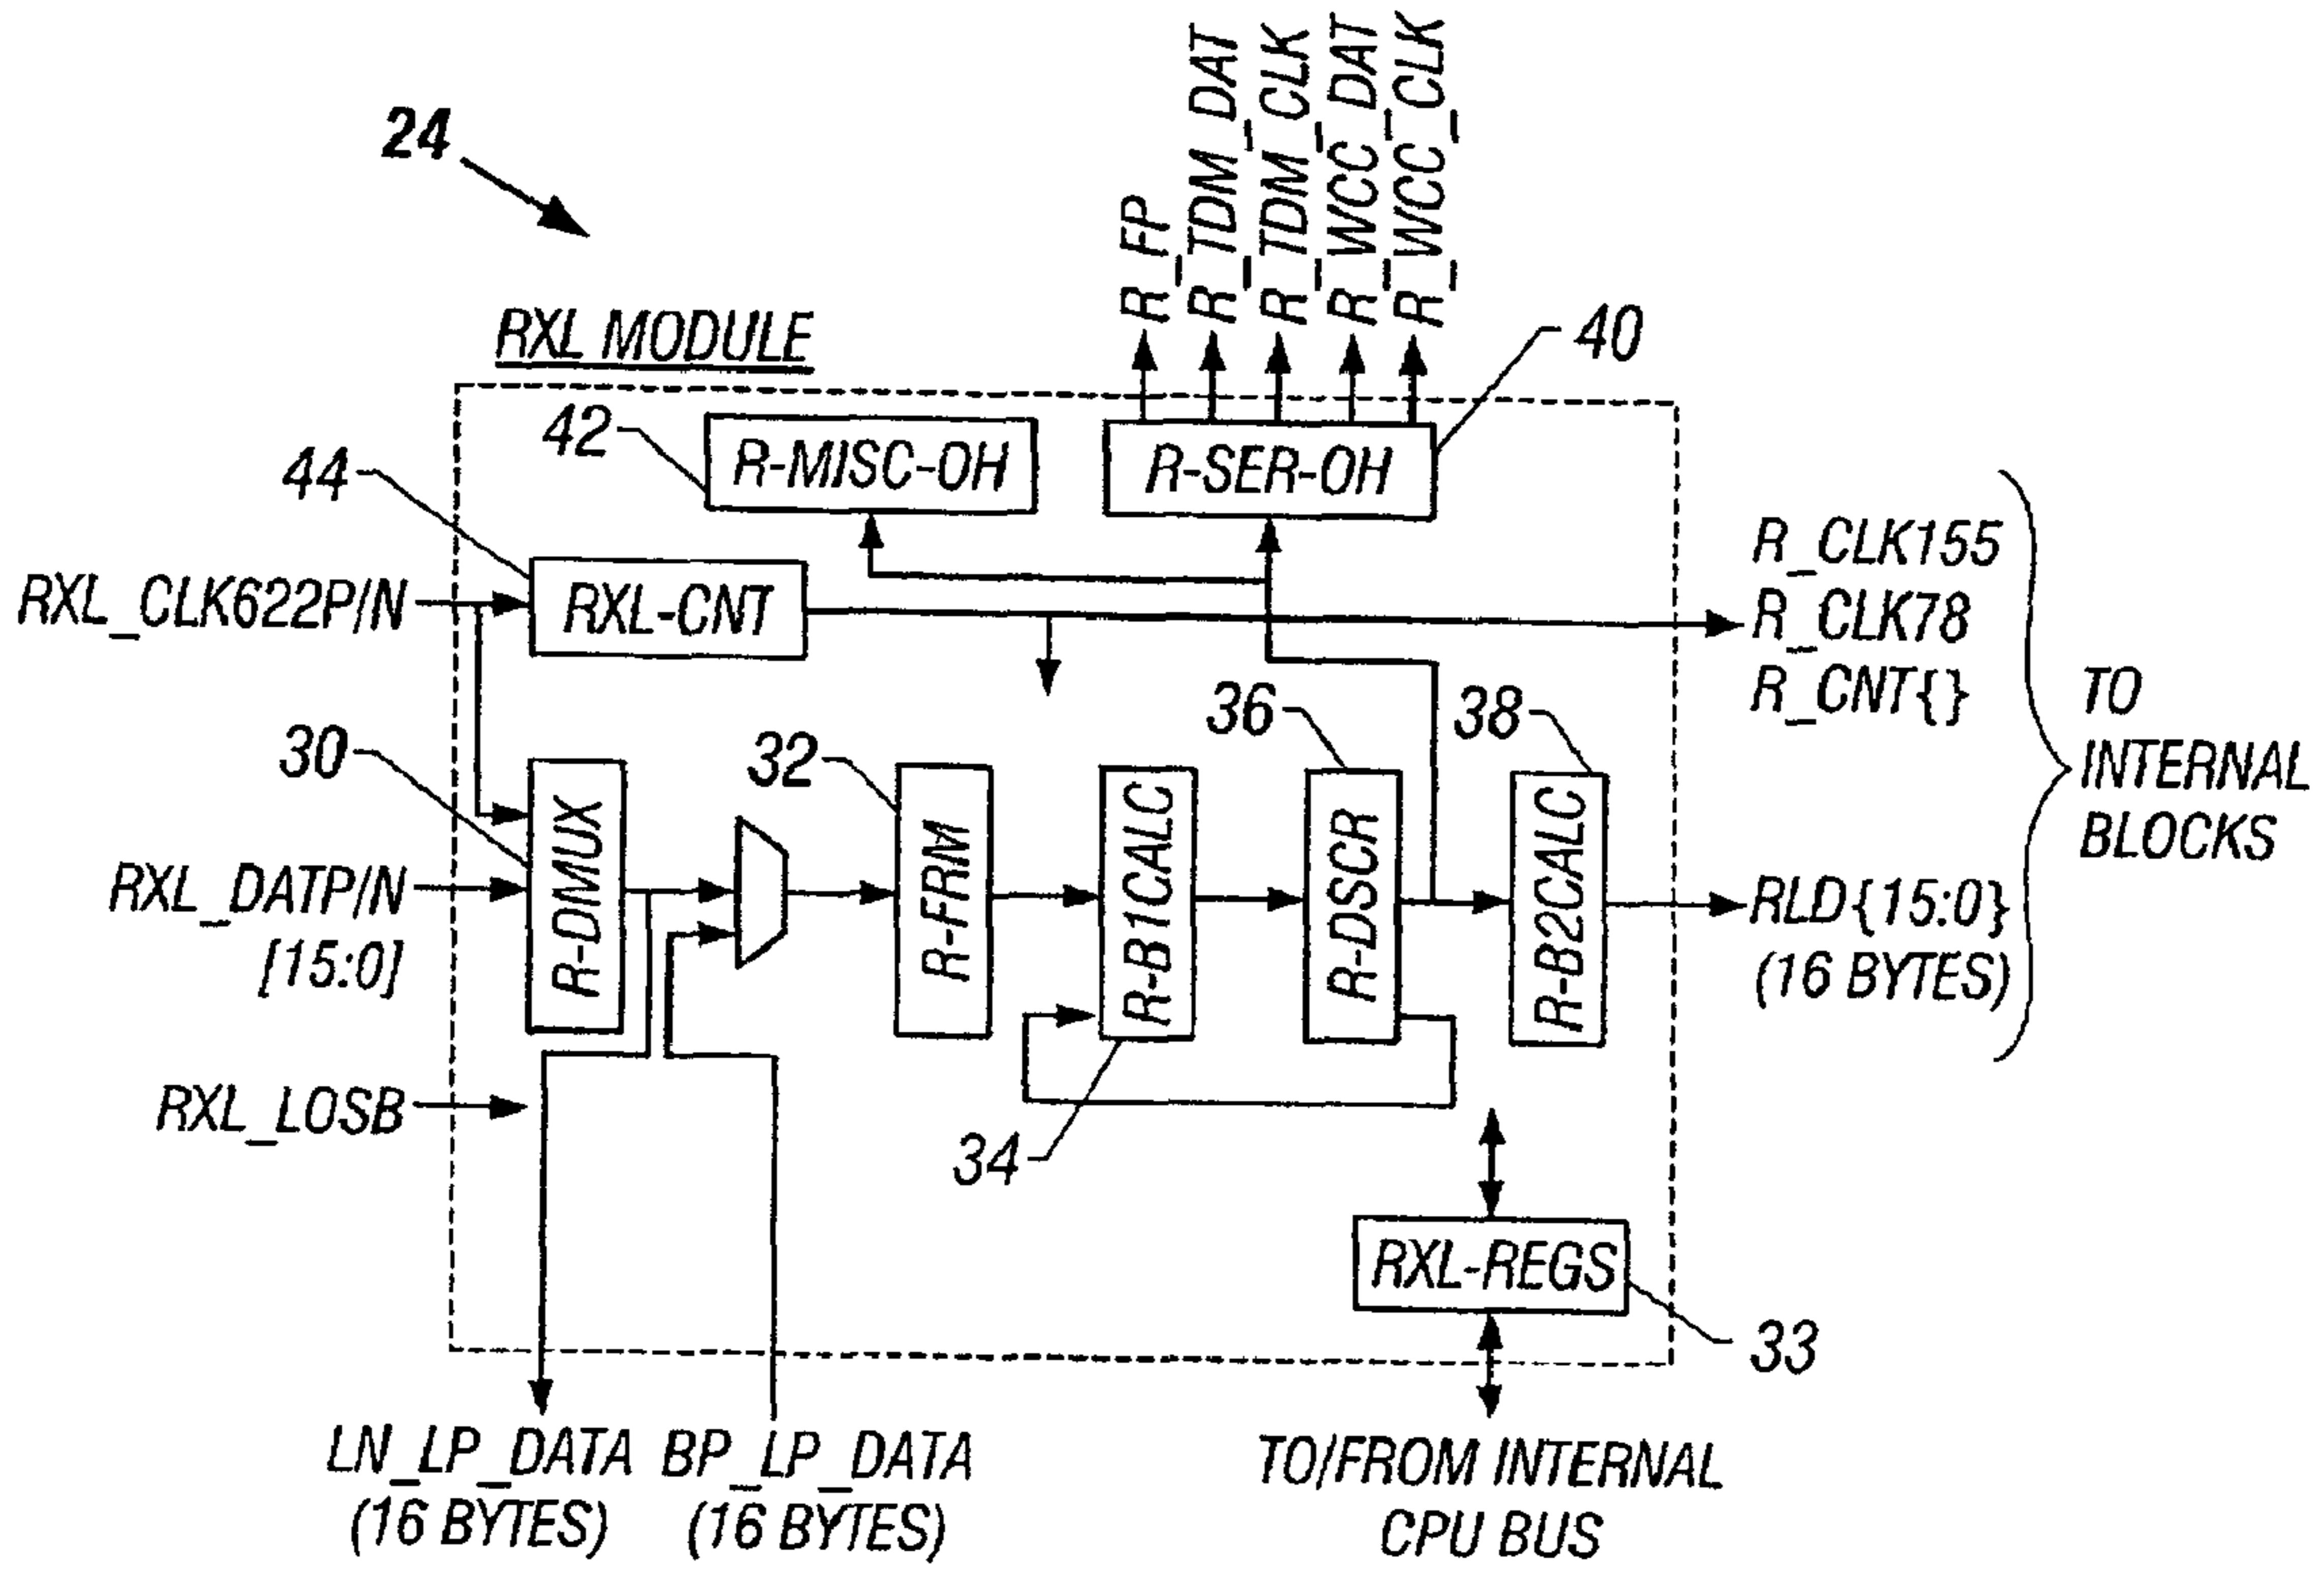 24
R_FP
R_TDM_DAT
R_TDM_CLK
R_WCC_DAT
R_WCC_CLK
RXL MODULE
40
42
R-MISC-OH
R-SER-OH
44
RXL_CLK622P/N
RXL-CNT
R_CLK155
R_CLK78
R_CNT{}
TO
INTERNAL
BLOCKS
30
32
36
38
RXL_DATP/N
[15:0]
R-DMUX
R-FRM
R-B1CALC
R-DSCR
R-B2CALC
RLD{15:0}
(16 BYTES)
RXL_LOSB
34
RXL-REGS
33
LN_LP_DATA
(16 BYTES)
BP_LP_DATA
(16 BYTES)
TO/FROM INTERNAL
CPU BUS